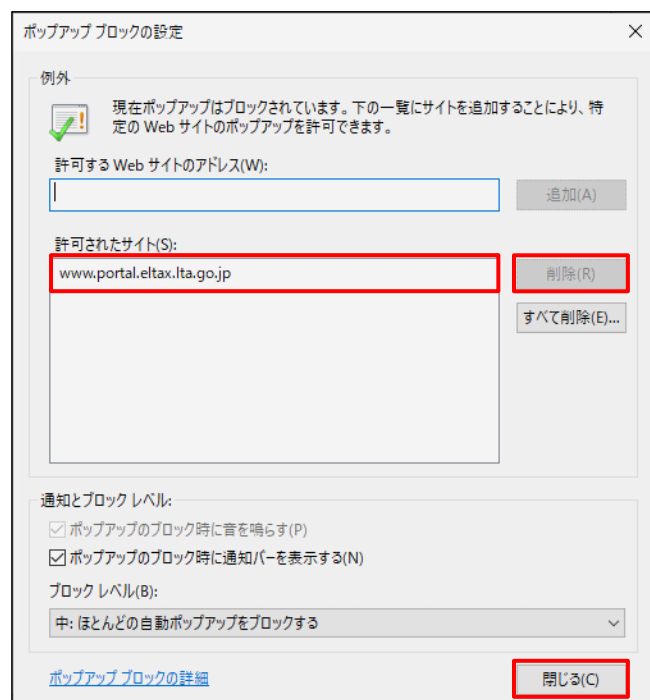 ポップアップ ブロックの設定
例外
現在ポップアップはブロックされています。下の一覧にサイトを追加することにより、特
定の Web サイトのポップアップを許可できます。
許可する Web サイトのアドレス(W):
追加(A)
許可されたサイト(S):
www.portal.eltax.lta.go.jp
削除(R)
すべて削除(E)...
通知とブロック レベル:
ポップアップのブロック時に音を鳴らす(P)
ポップアップのブロック時に通知バーを表示する(N)
ブロック レベル(B):
中: ほとんどの自動ポップアップをブロックする
ポップアップ ブロックの詳細
閉じる(C)